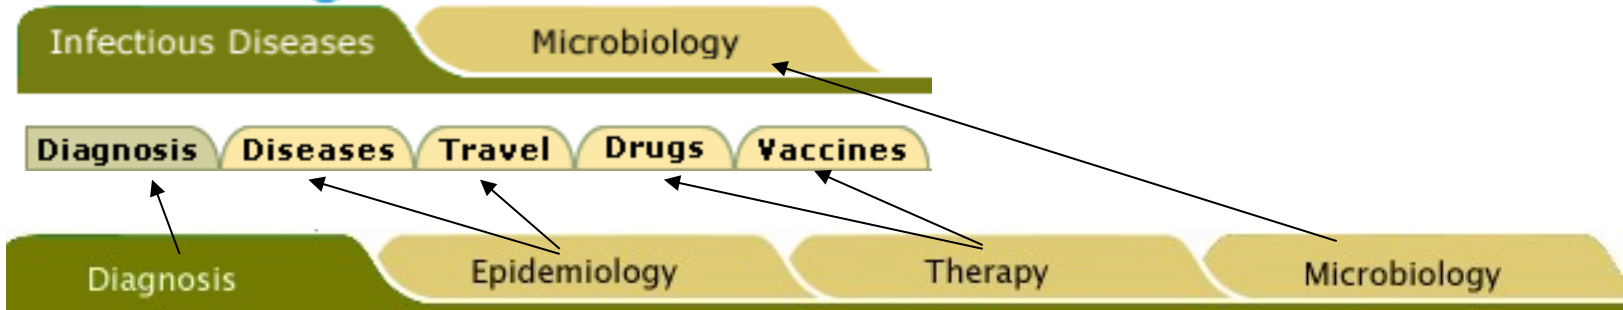 Infectious Diseases Microbiology
Diagnosis Diseases Travel Drugs Vaccines
Diagnosis Epidemiology Therapy Microbiology